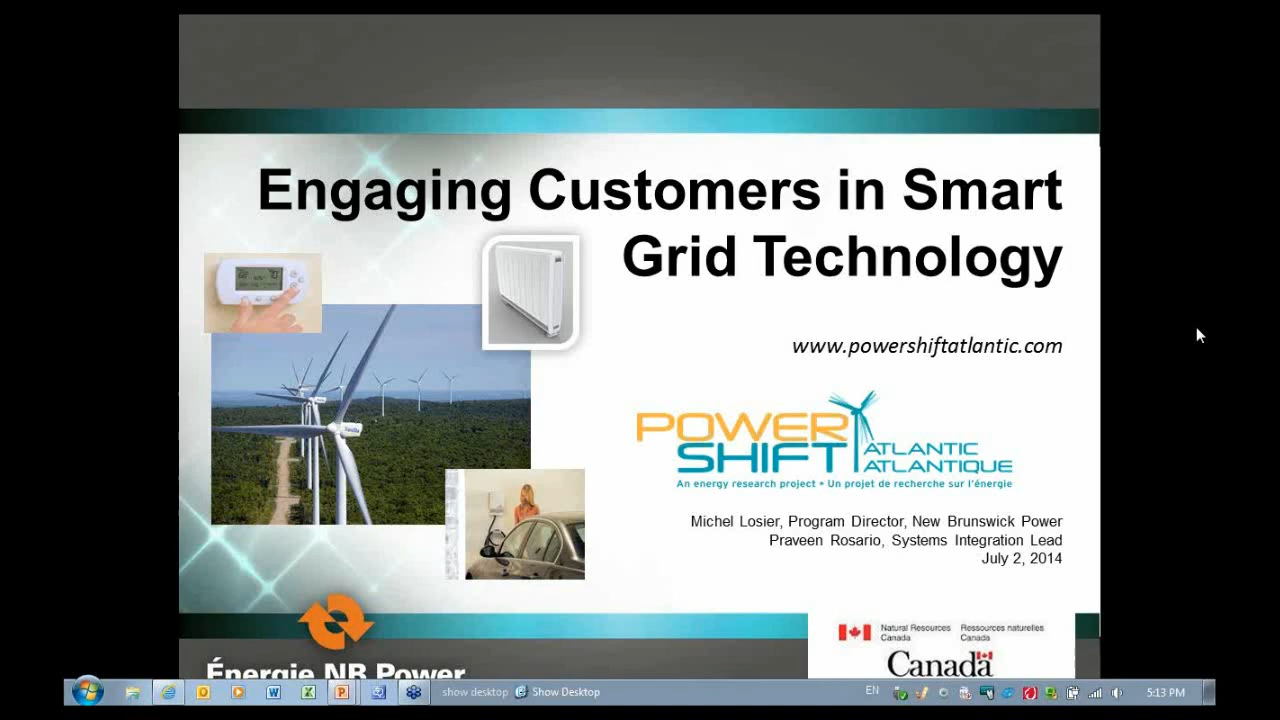 Engaging Customers in Smart
Grid Technology
www.powershiftatlantic.com
POWER
SHIFT
ATLANTIC
ATLANTIQUE
An energy research project • Un projet de recherche sur l'énergie
Michel Losier, Program Director, New Brunswick Power
Praveen Rosario, Systems Integration Lead
July 2, 2014
Énergie NB Power
Natural Resources
Canada
Ressources naturelles
Canada
Canada
show desktop
Show Desktop
EN
5:13 PM